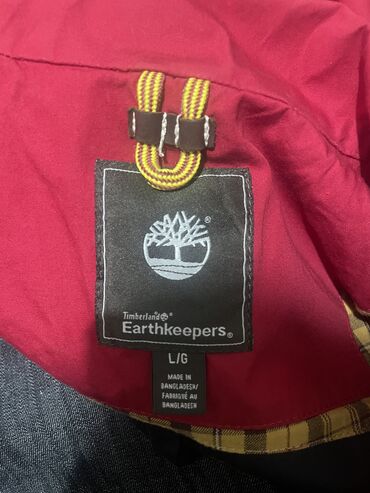 ®
Timberland®
Earthkeepers®
L/G
MADE IN
BANGLADESH/
FABRIQUÉ AU
BANGLADESH